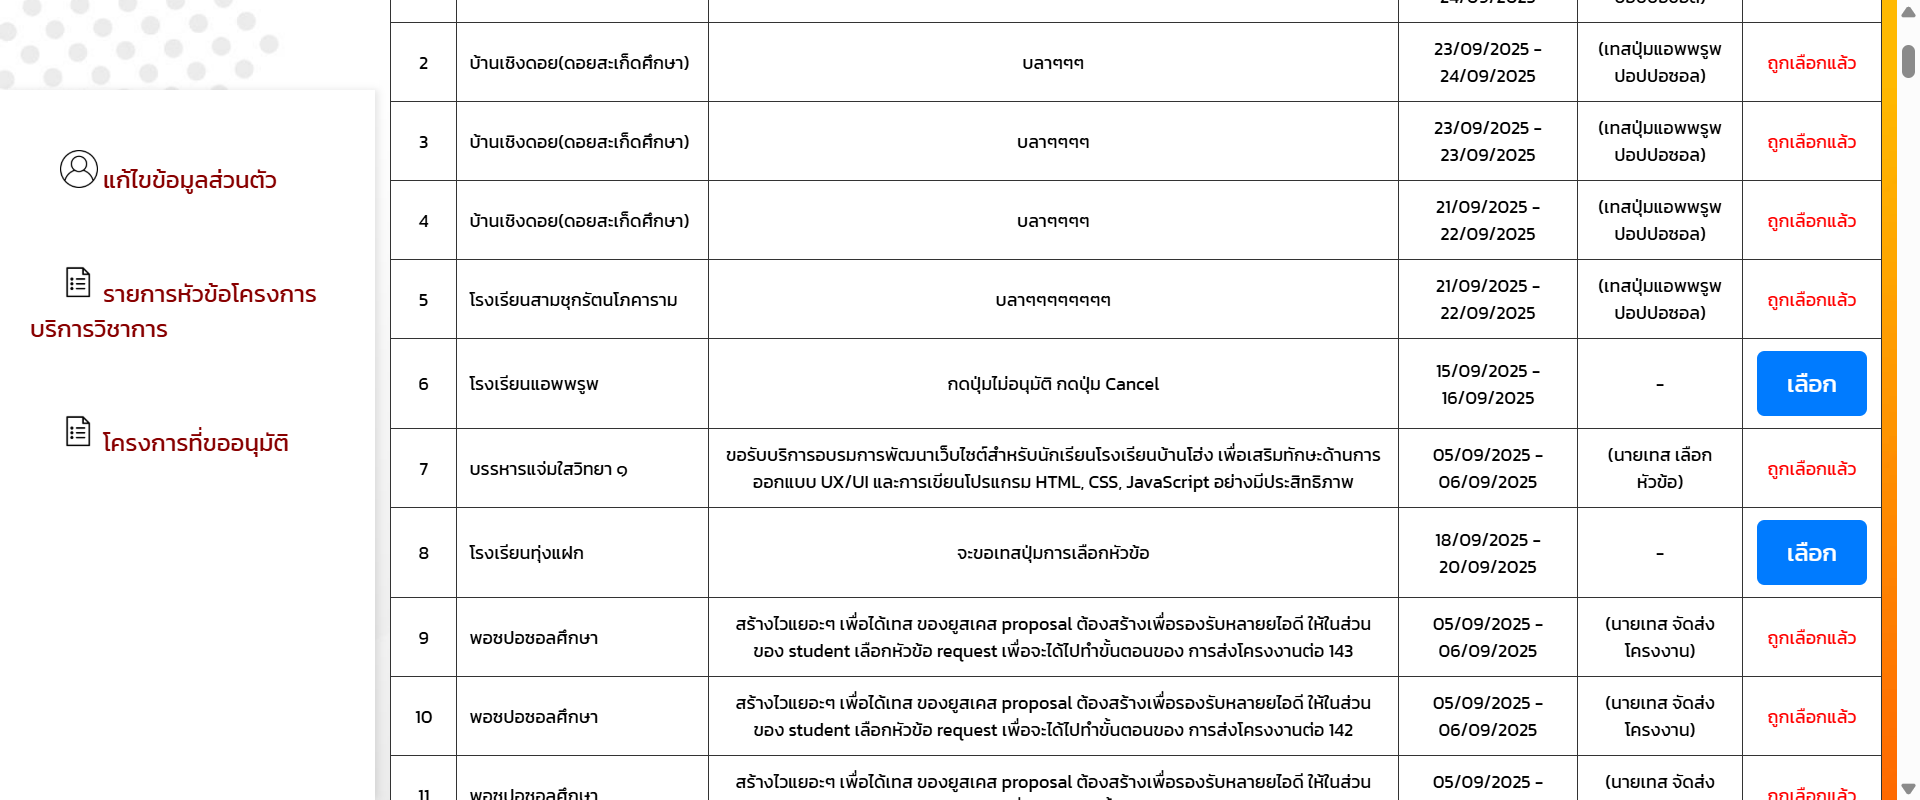 แก้ไขข้อมูลส่วนตัว
รายการหัวข้อโครงการ
บริการวิชาการ
โครงการที่ขออนุมัติ
24/09/2025 ปอปปอซอล)
2 บ้านเชิงดอย(ดอยสะเก็ดศึกษา) บลาๆๆๆ 23/09/2025 - 24/09/2025 (เทสปุ่มแอพพรูพ ปอปปอซอล) ถูกเลือกแล้ว
3 บ้านเชิงดอย(ดอยสะเก็ดศึกษา) บลาๆๆๆๆ 23/09/2025 - 23/09/2025 (เทสปุ่มแอพพรูพ ปอปปอซอล) ถูกเลือกแล้ว
4 บ้านเชิงดอย(ดอยสะเก็ดศึกษา) บลาๆๆๆๆ 21/09/2025 - 22/09/2025 (เทสปุ่มแอพพรูพ ปอปปอซอล) ถูกเลือกแล้ว
5 โรงเรียนสามชุกรัตนโภคาราม บลาๆๆๆๆๆๆๆๆ 21/09/2025 - 22/09/2025 (เทสปุ่มแอพพรูพ ปอปปอซอล) ถูกเลือกแล้ว
6 โรงเรียนแอพพรูพ กดปุ่มไม่อนุมัติ กดปุ่ม Cancel 15/09/2025 - 16/09/2025 - เลือก
7 บรรหารแจ่มใสวิทยา ๑ ขอรับบริการอบรมการพัฒนาเว็บไซต์สำหรับนักเรียนโรงเรียนบ้านโฮ่ง เพื่อเสริมทักษะด้านการ ออกแบบ UX/UI และการเขียนโปรแกรม HTML, CSS, JavaScript อย่างมีประสิทธิภาพ 05/09/2025 - 06/09/2025 (นายเทส เลือก หัวข้อ) ถูกเลือกแล้ว
8 โรงเรียนทุ่งแฝก จะขอเทสปุ่มการเลือกหัวข้อ 18/09/2025 - 20/09/2025 - เลือก
9 พอซปอซอลศึกษา สร้างไวแยอะๆ เพื่อได้เทส ของยูสเคส proposal ต้องสร้างเพื่อรองรับหลายยไอดี ให้ในส่วน ของ student เลือกหัวข้อ request เพื่อจะได้ไปทำขั้นตอนของ การส่งโครงงานต่อ 143 05/09/2025 - 06/09/2025 (นายเทส จัดส่ง โครงงาน) ถูกเลือกแล้ว
10 พอซปอซอลศึกษา สร้างไวแยอะๆ เพื่อได้เทส ของยูสเคส proposal ต้องสร้างเพื่อรองรับหลายยไอดี ให้ในส่วน ของ student เลือกหัวข้อ request เพื่อจะได้ไปทำขั้นตอนของ การส่งโครงงานต่อ 142 05/09/2025 - 06/09/2025 (นายเทส จัดส่ง โครงงาน) ถูกเลือกแล้ว
11 พอซปอซอลศึกษา สร้างไวแยอะๆ เพื่อได้เทส ของยูสเคส proposal ต้องสร้างเพื่อรองรับหลายยไอดี ให้ในส่วน 05/09/2025 - (นายเทส จัดส่ง ถูกเลือกแล้ว